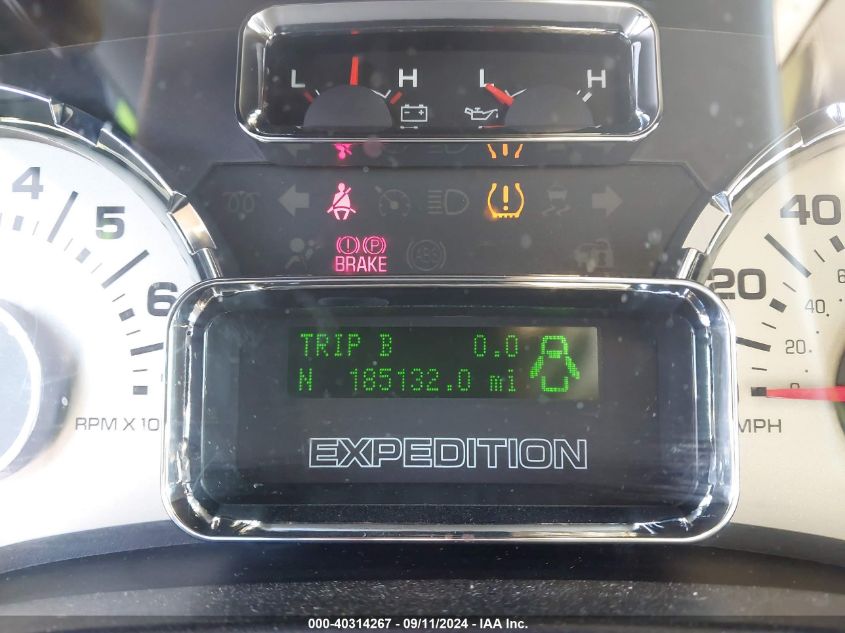 L H L H
4
5
6
BRAKE
40
20
40
20
0
TRIP B 0.0
N 185132.0 mi
RPM X 10
MPH
EXPEDITION
000-40314267 - 09/11/2024 - IAA Inc.